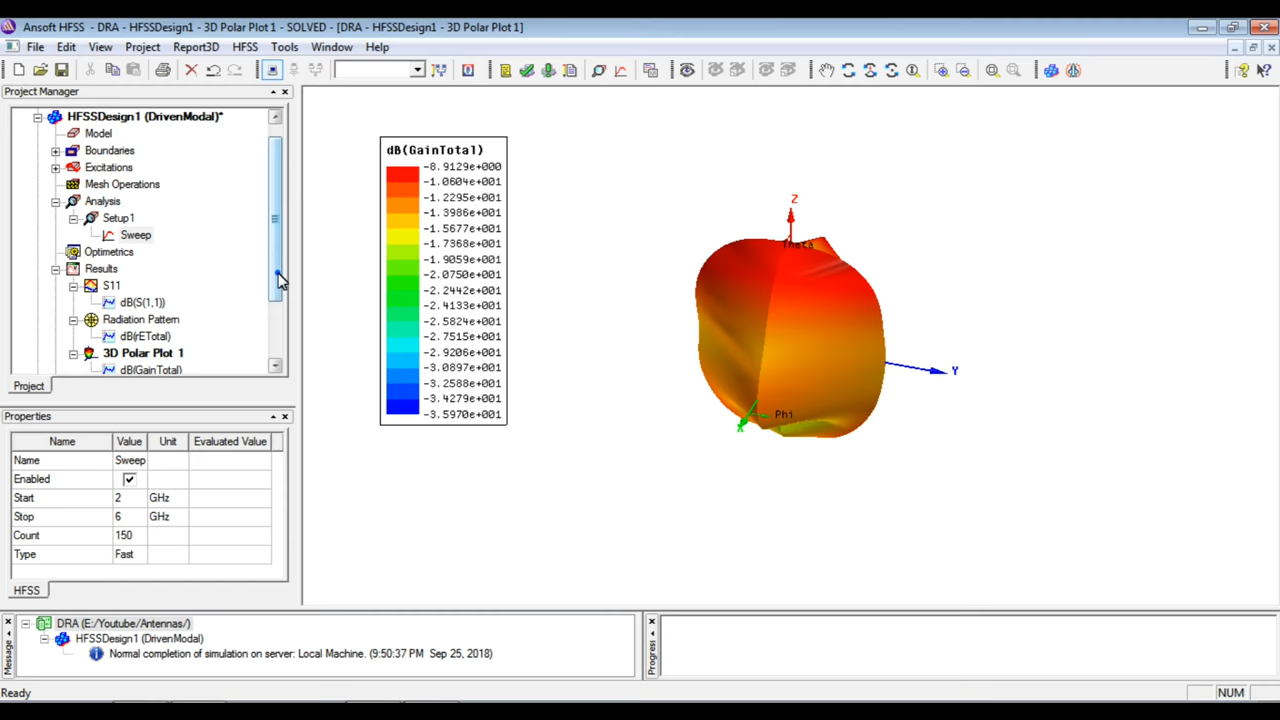 Ansoft HFSS - DRA - HFSSDesign1 - 3D Polar Plot 1 - SOLVED - [DRA - HFSSDesign1 - 3D Polar Plot 1]
File Edit View Project Report3D HFSS Tools Window Help
Project Manager
HFSSDesign1 (DrivenModal)*
Model
Boundaries
Excitations
Mesh Operations
Analysis
Setup1
Sweep
Optimetrics
Results
S11
dB(S(1,1))
Radiation Pattern
dB(rETotal)
3D Polar Plot 1
dB(GainTotal)
Project
Properties
Name Value Unit Evaluated Value
Name Sweep
Enabled
Start 2 GHz
Stop 6 GHz
Count 150
Type Fast
HFSS
dB(GainTotal)
-8.9129e+000
-1.0604e+001
-1.2295e+001
-1.3986e+001
-1.5677e+001
-1.7368e+001
-1.9059e+001
-2.0750e+001
-2.2442e+001
-2.4133e+001
-2.5824e+001
-2.7515e+001
-2.9206e+001
-3.0897e+001
-3.2588e+001
-3.4279e+001
-3.5970e+001
Z
Theta
Y
Phi
X
Message
DRA (E:/Youtube/Antennas/)
HFSSDesign1 (DrivenModal)
Normal completion of simulation on server: Local Machine. (9:50:37 PM Sep 25, 2018)
Progress
Ready
NUM